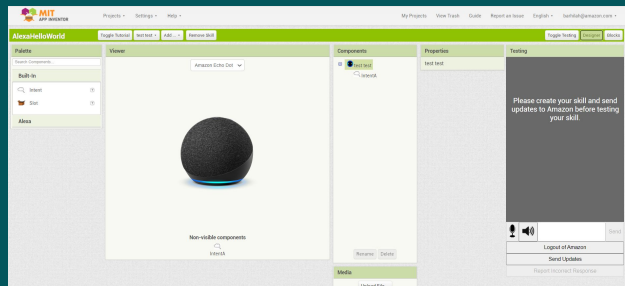 MIT
APP INVENTOR
Projects
Settings
Help
My Projects
View Trash
Guide
Report an Issue
English
AlexaHelloWorld
Toggle Tutorial
test test
Add...
Remove Skill
Toggle Testing
Designer
Blocks
Palette
Search Components...
Built-In
Intent
Slot
Alexa
Viewer
Amazon Echo Dot
Non-visible components
IntentA
Components
test test
IntentA
Rename
Delete
Media
Properties
test test
Testing
Please create your skill and send
updates to Amazon before testing
your skill.
Send
Logout of Amazon
Send Updates
Report Incorrect Response